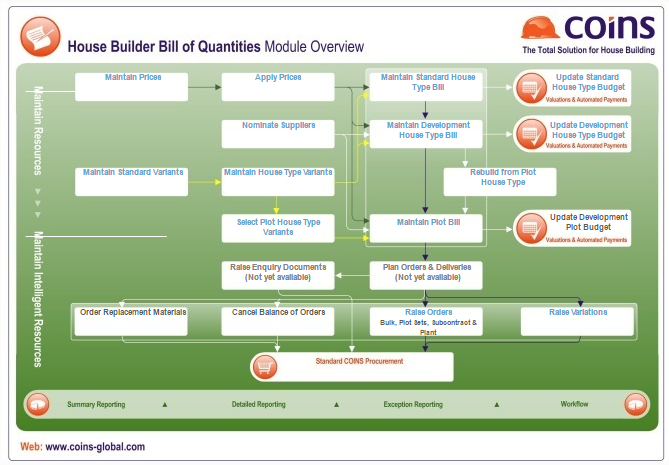 House Builder Bill of Quantities Module Overview
coins
The Total Solution for House Building
Maintain Resources
Maintain Intelligent Resources
Maintain Prices
Apply Prices
Maintain Standard House
Type Bill
Update Standard
House Type Budget
Valuations & Automated Payments
Nominate Suppliers
Maintain Development
House Type Bill
Update Development
House Type Budget
Valuations & Automated Payments
Maintain Standard Variants
Maintain House Type Variants
Rebuild from Plot
House Type
Select Plot House Type
Variants
Maintain Plot Bill
Update Development
Plot Budget
Valuations & Automated Payments
Raise Enquiry Documents
(Not yet available)
Plan Orders & Deliveries
(Not yet available)
Order Replacement Materials
Cancel Balance of Orders
Raise Orders
Bulk, Plot Sets, Subcontract &
Plant
Raise Variations
Standard COINS Procurement
Summary Reporting
Detailed Reporting
Exception Reporting
Workflow
Web: www.coins-global.com